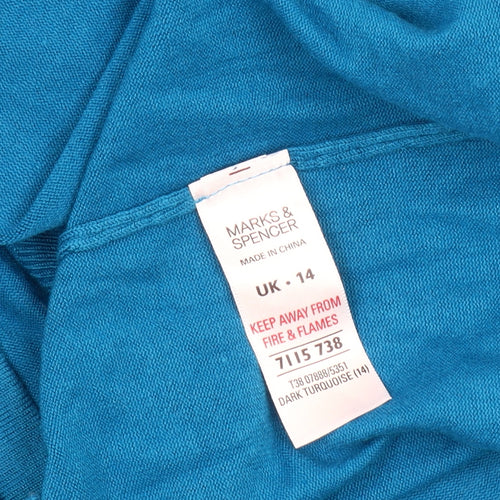 MARKS &
SPENCER
MADE IN CHINA
UK · 14
KEEP AWAY FROM
FIRE & FLAMES
7115 738
T38 07888/5351
DARK TURQUOISE (14)